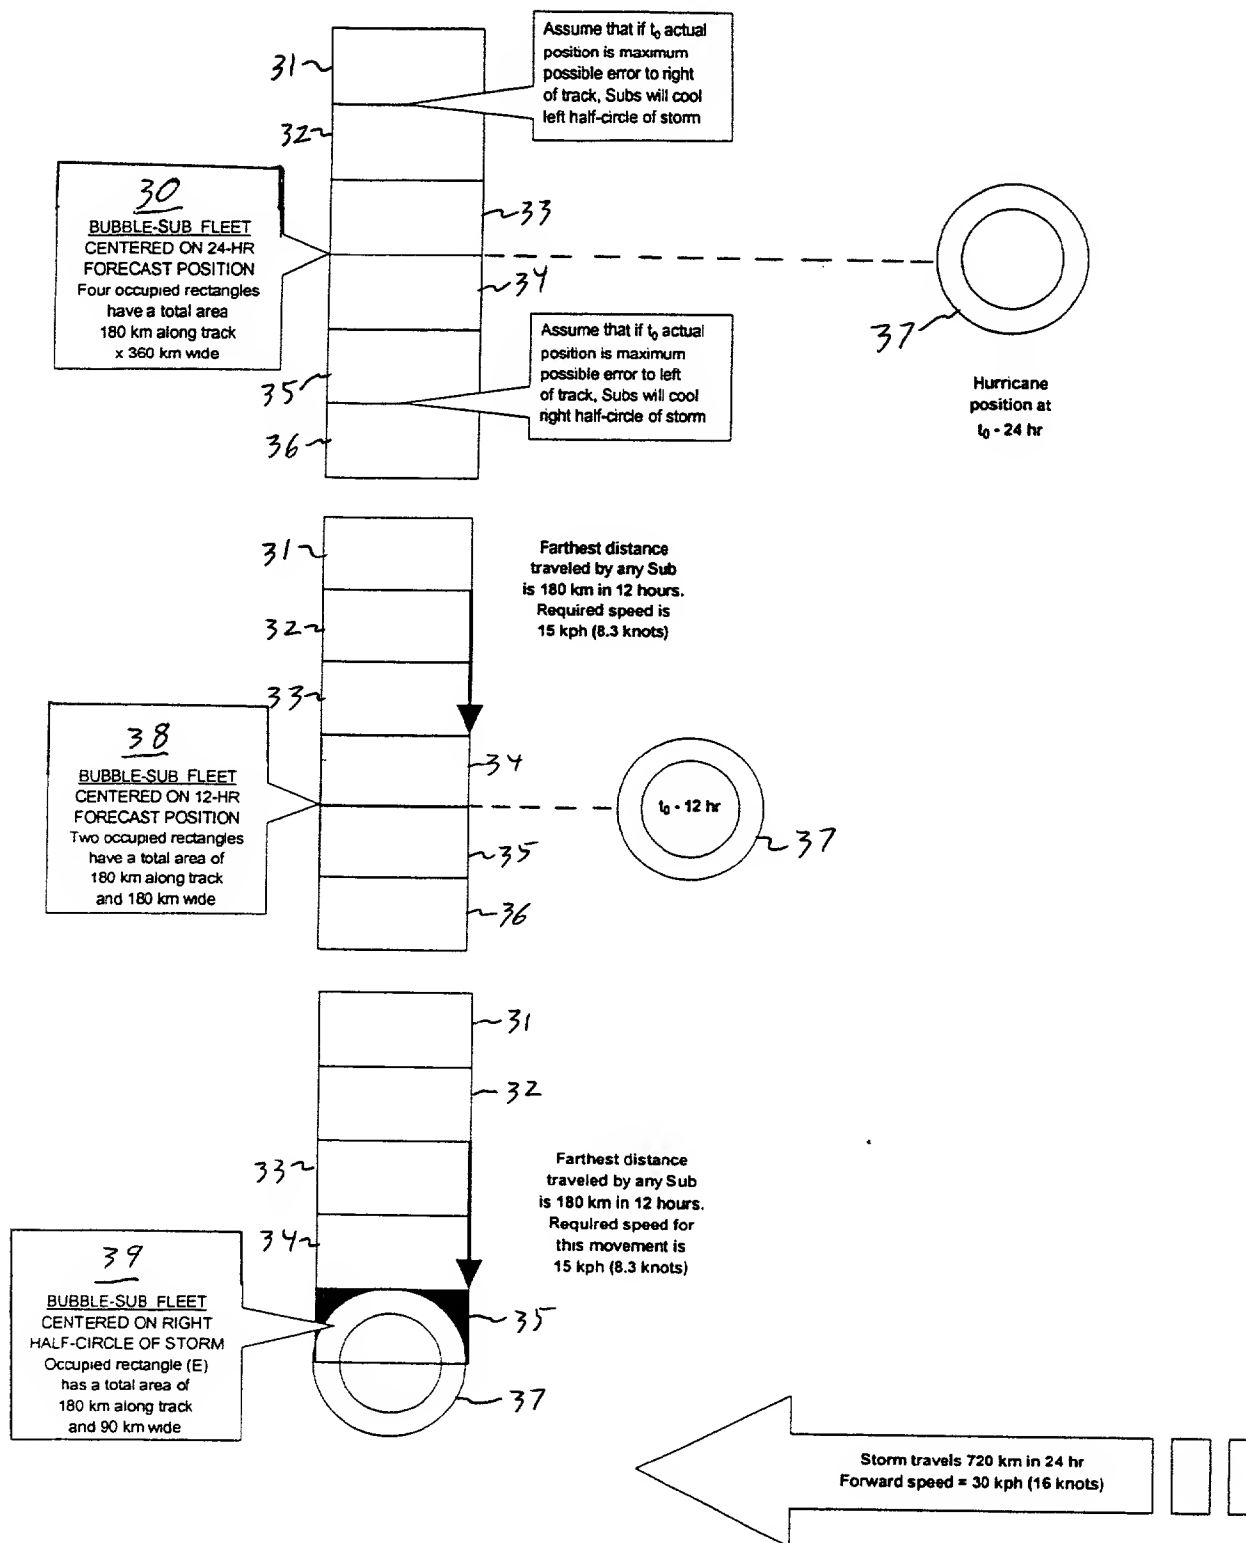 Assume that if t0 actual
position is maximum
possible error to right
of track, Subs will cool
left half-circle of storm
31
32
30
BUBBLE-SUB FLEET
CENTERED ON 24-HR
FORECAST POSITION
Four occupied rectangles
have a total area
180 km along track
x 360 km wide
33
34
37
Assume that if t0 actual
position is maximum
possible error to left
of track, Subs will cool
right half-circle of storm
35
36
Hurricane
position at
t0 - 24 hr
31
32
33
Farthest distance
traveled by any Sub
is 180 km in 12 hours.
Required speed is
15 kph (8.3 knots)
38
BUBBLE-SUB FLEET
CENTERED ON 12-HR
FORECAST POSITION
Two occupied rectangles
have a total area of
180 km along track
and 180 km wide
34
35
36
t0 - 12 hr
37
31
32
33
34
Farthest distance
traveled by any Sub
is 180 km in 12 hours.
Required speed for
this movement is
15 kph (8.3 knots)
39
BUBBLE-SUB FLEET
CENTERED ON RIGHT
HALF-CIRCLE OF STORM
Occupied rectangle (E)
has a total area of
180 km along track
and 90 km wide
35
37
Storm travels 720 km in 24 hr
Forward speed = 30 kph (16 knots)